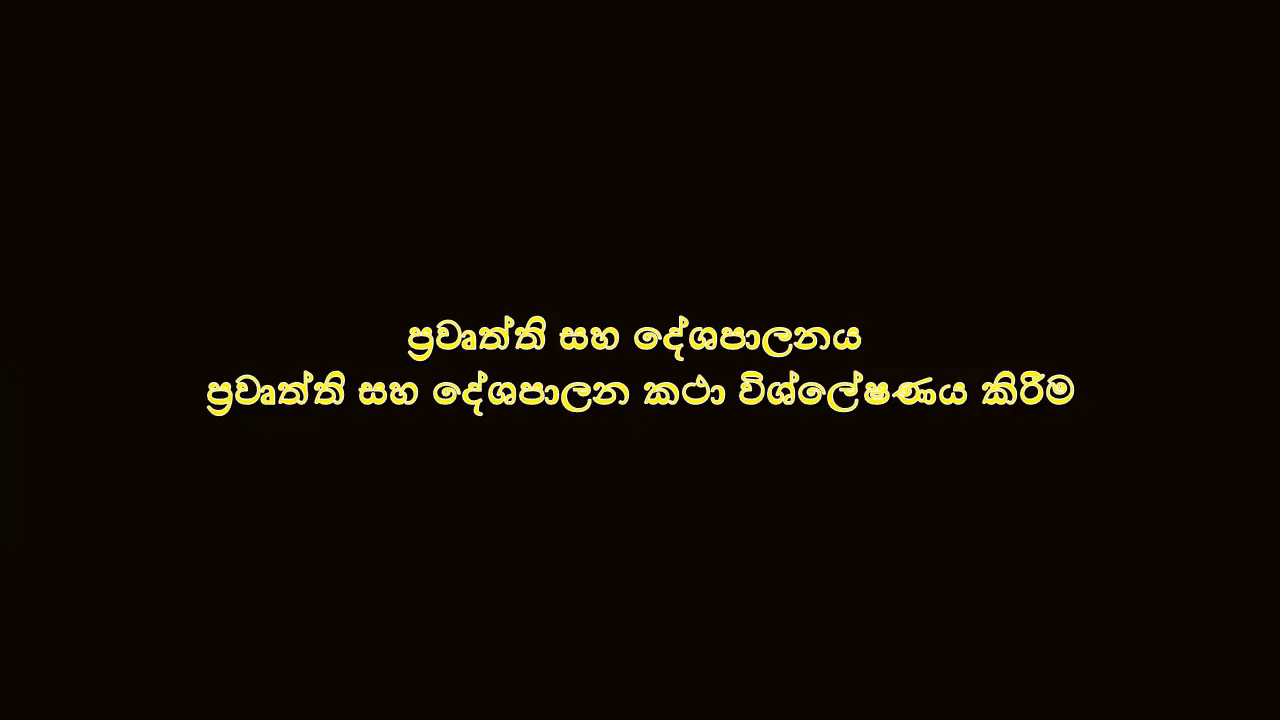 ප්‍රවෘත්ති සහ දේශපාලනය
ප්‍රවෘත්ති සහ දේශපාලන කථා විශ්ලේෂණය කිරීම